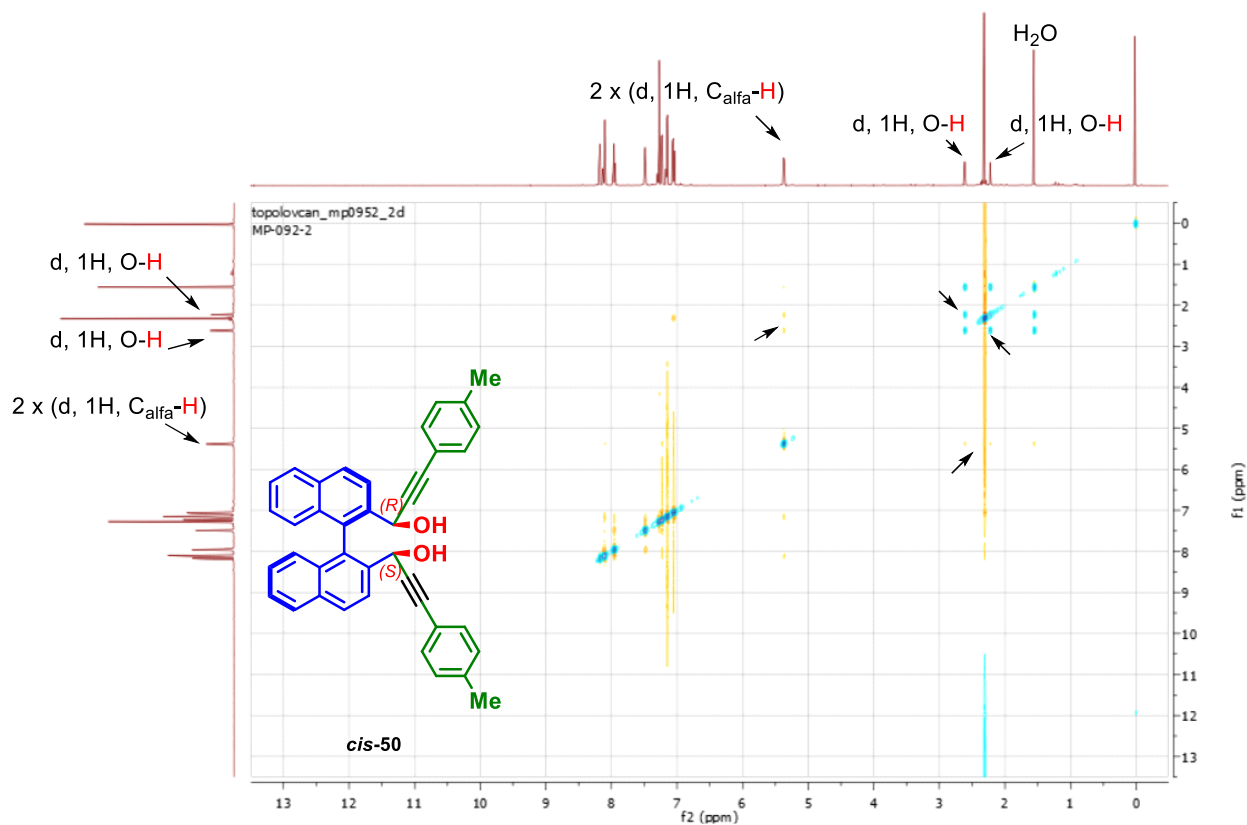 H₂O
2 x (d, 1H, Calfa-H)
d, 1H, O-H
d, 1H, O-H
topolovcan_mp0952_2d
MP-092-2
d, 1H, O-H
d, 1H, O-H
2 x (d, 1H, Calfa-H)
Me
(R)
OH
OH
(S)
Me
cis-50
0
1
2
3
4
5
6
7
8
9
10
11
12
13
f1 (ppm)
13 12 11 10 9 8 7 6 5 4 3 2 1 0
f2 (ppm)